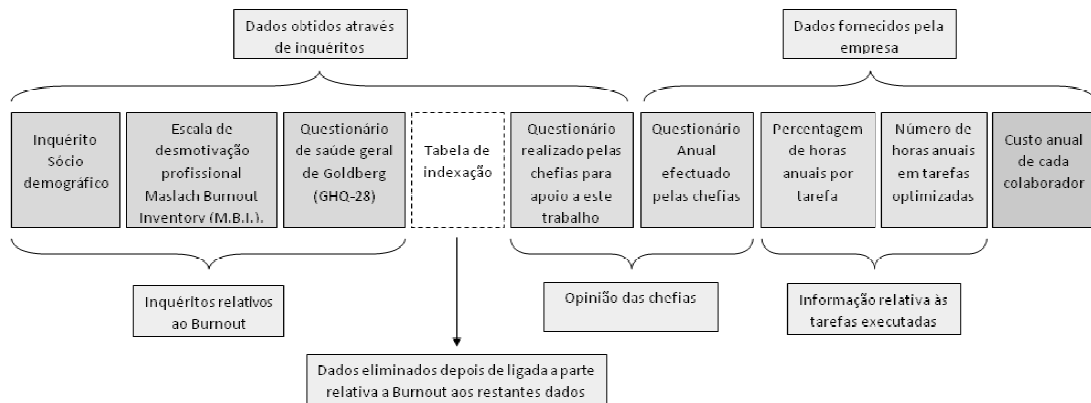 Dados obtidos através
de inquéritos
Dados fornecidos pela
empresa
Inquérito
Sócio
demográfico
Escala de
desmotivação
profissional
Maslach Burnout
Inventory (M.B.I.).
Questionário
de saúde geral
de Goldberg
(GHQ-28)
Tabela de
indexação
Questionário
realizado pelas
chefias para
apoio a este
trabalho
Questionário
Anual
efectuado
pelas chefias
Percentagem
de horas
anuais por
tarefa
Número de
horas anuais
em tarefas
optimizadas
Custo anual
de cada
colaborador
Inquéritos relativos
ao Burnout
Opinião das chefias
Informação relativa às
tarefas executadas
Dados eliminados depois de ligada a parte
relativa a Burnout aos restantes dados